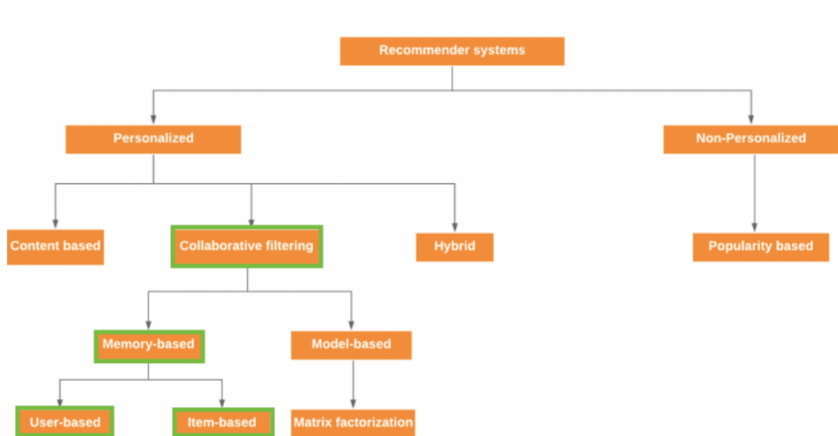 Recommender systems
Personalized
Non-Personalized
Content based
Collaborative filtering
Hybrid
Popularity based
Memory-based
Model-based
User-based
Item-based
Matrix factorization